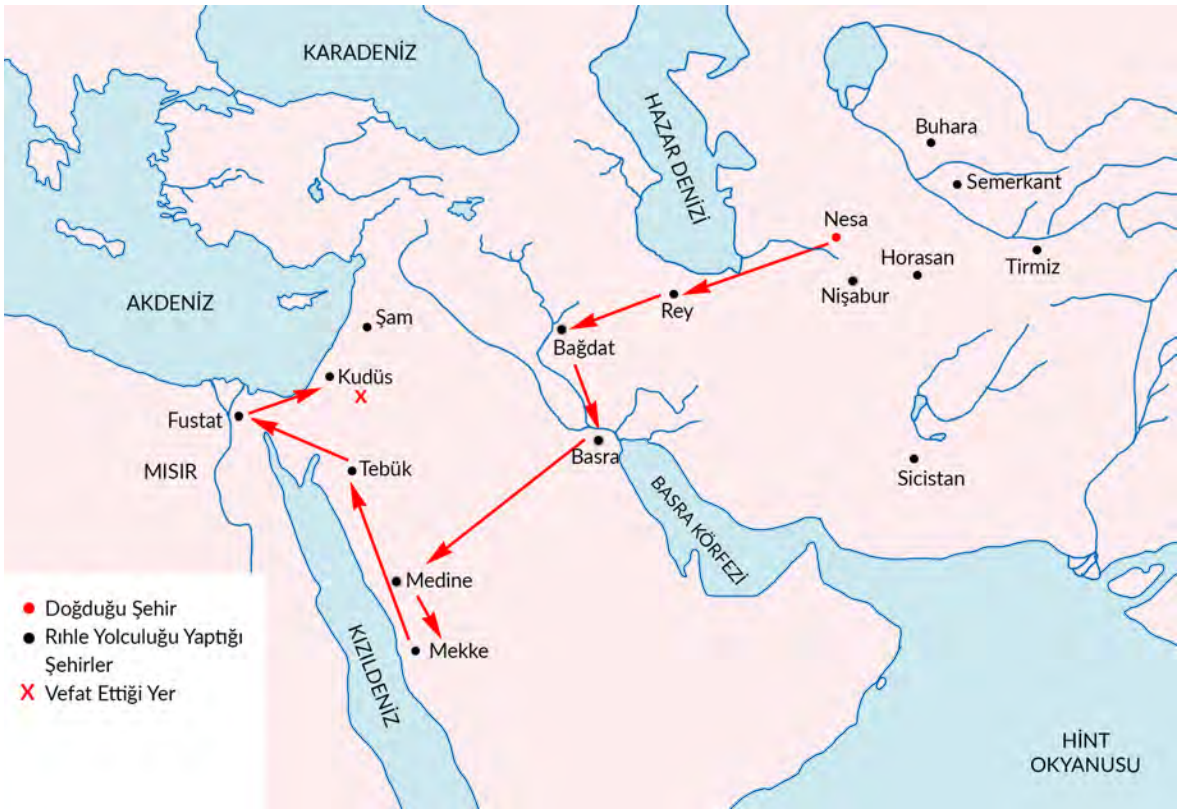 KARADENİZ
HAZAR DENİZİ
Buhara
Semerkant
Nesa
Horasan
Tirmiz
Nişabur
Rey
AKDENİZ
Şam
Bağdat
Kudüs
X
Fustat
Basra
MISIR
Tebük
Sicistan
BASRA KÖRFEZİ
Medine
Mekke
KIZILDENİZ
Doğduğu Şehir
Rıhle Yolculuğu Yaptığı
Şehirler
X Vefat Ettiği Yer
HİNT
OKYANUSU